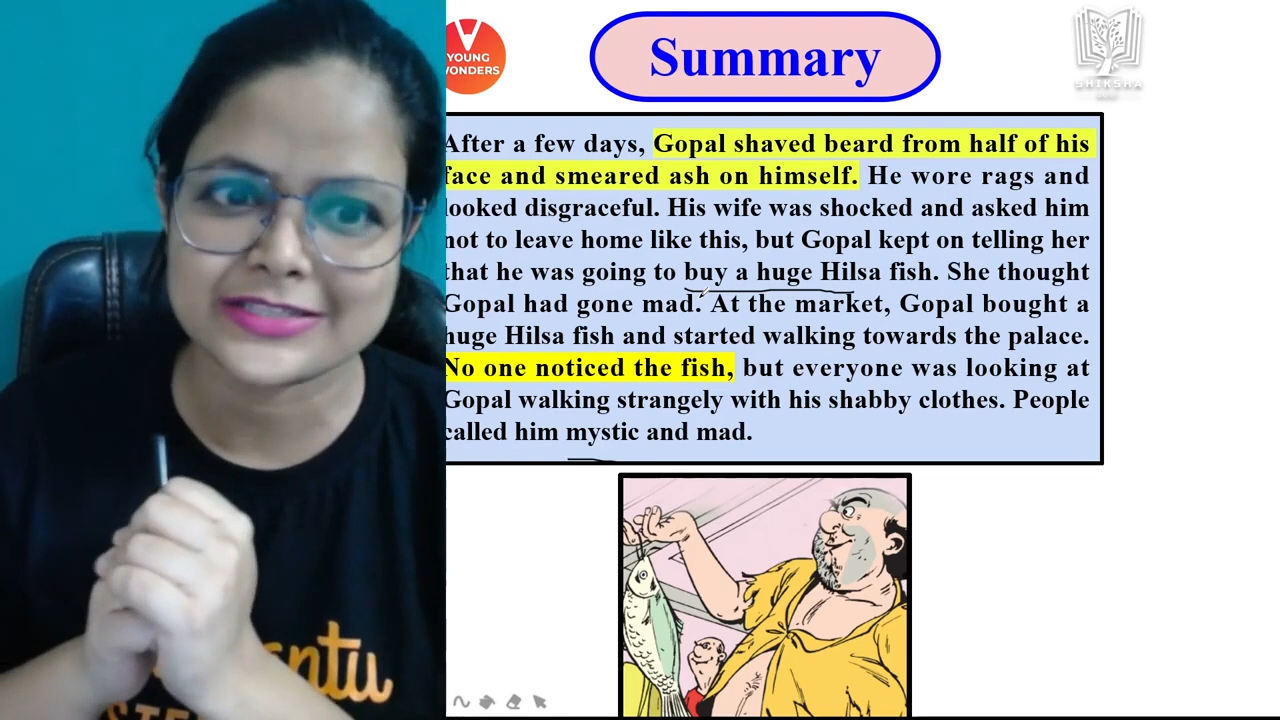 YOUNG
WONDERS
Summary
SHIKSHA
After a few days, Gopal shaved beard from half of his
face and smeared ash on himself. He wore rags and
looked disgraceful. His wife was shocked and asked him
not to leave home like this, but Gopal kept on telling her
that he was going to buy a huge Hilsa fish. She thought
Gopal had gone mad. At the market, Gopal bought a
huge Hilsa fish and started walking towards the palace.
No one noticed the fish, but everyone was looking at
Gopal walking strangely with his shabby clothes. People
called him mystic and mad.